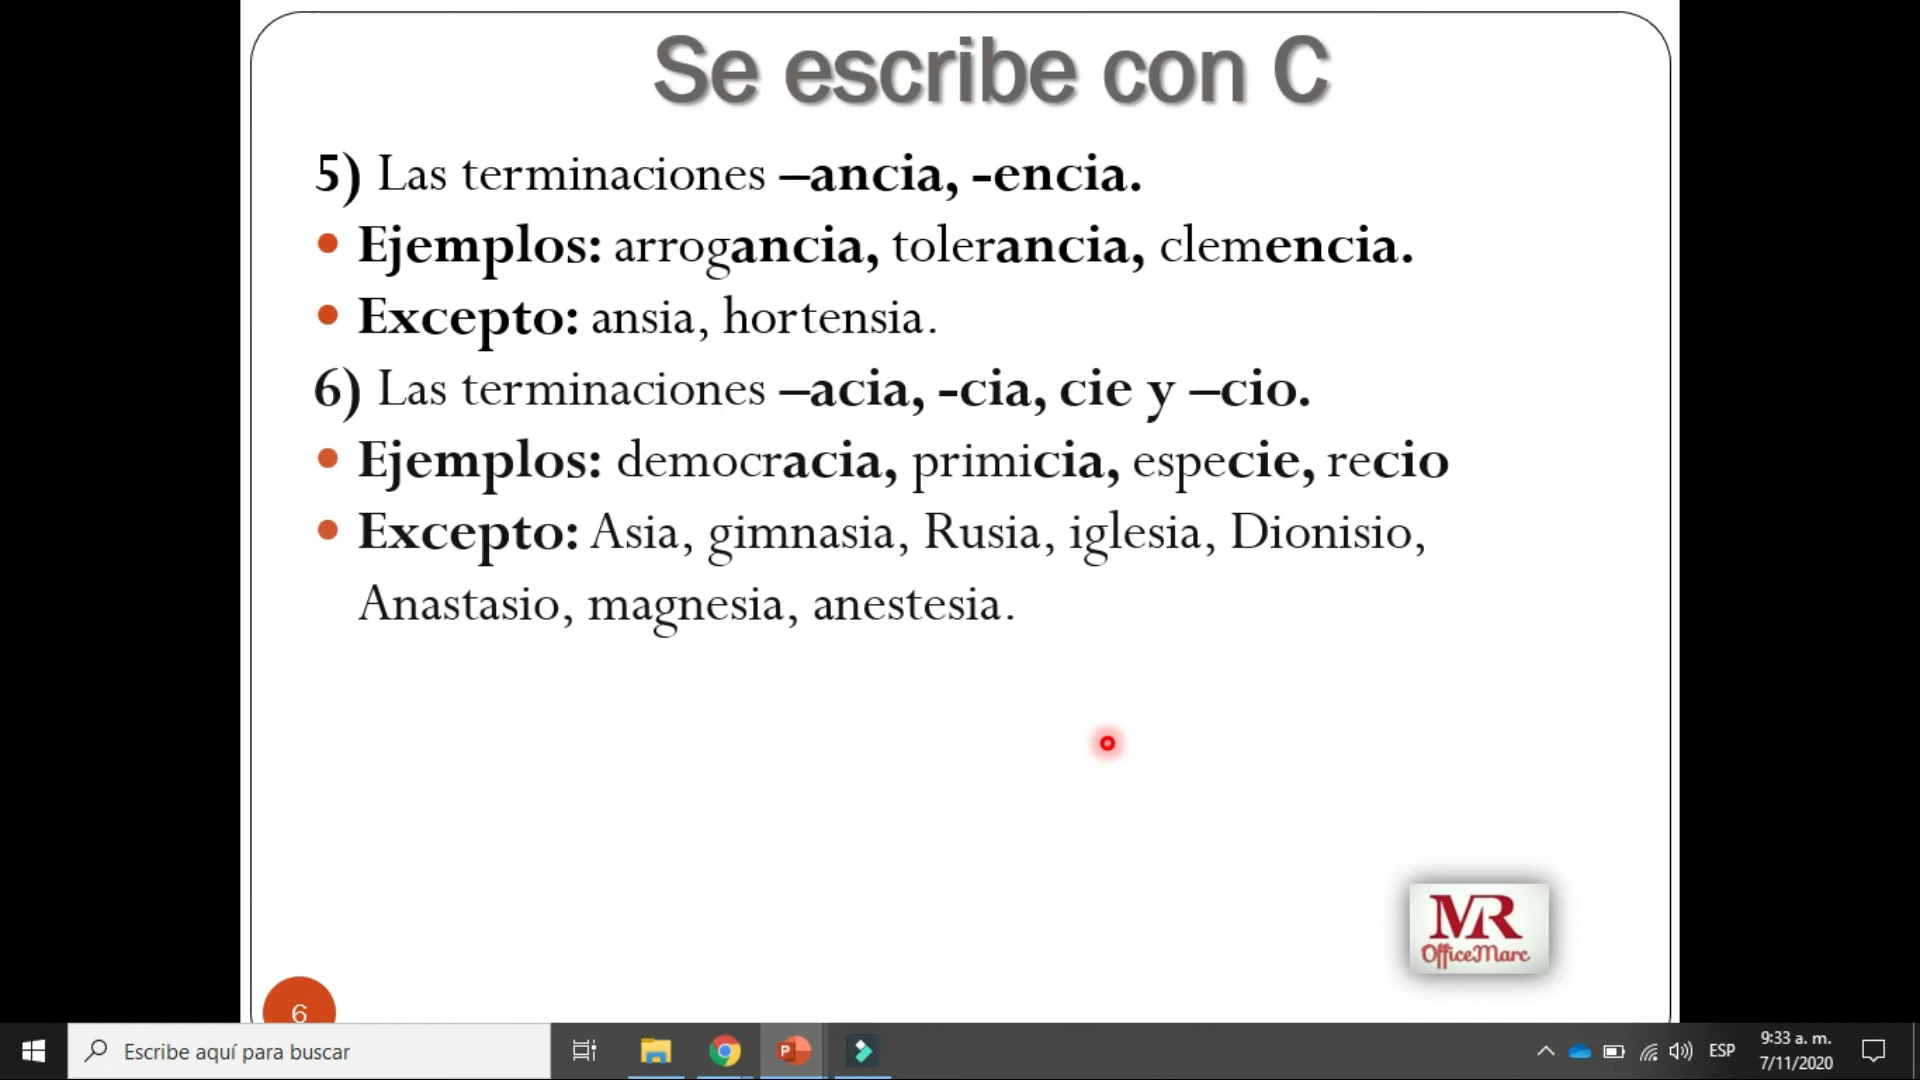 Se escribe con C
5) Las terminaciones –ancia, -encia.
• Ejemplos: arrogancia, tolerancia, clemencia.
• Excepto: ansia, hortensia.
6) Las terminaciones –acia, -cia, cie y –cio.
• Ejemplos: democracia, primicia, especie, recio
• Excepto: Asia, gimnasia, Rusia, iglesia, Dionisio,
Anastasio, magnesia, anestesia.
MR
OfficeMarc
6
Escribe aquí para buscar
P
ESP
9:33 a. m.
7/11/2020